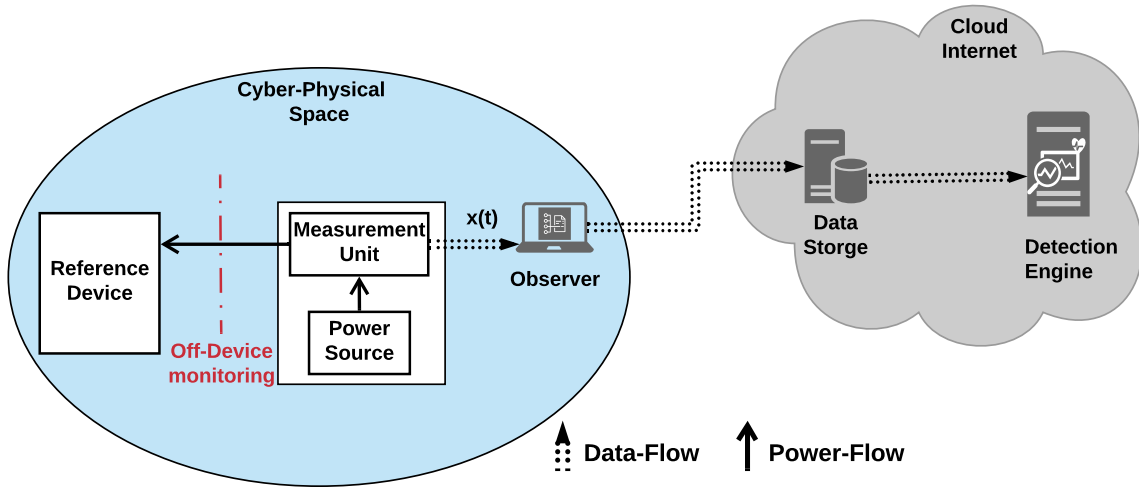 Cloud
Internet
Cyber-Physical
Space
x(t)
Measurement
Unit
Reference
Device
Observer
Power
Source
Off-Device
monitoring
Data
Storge
Detection
Engine
Data-Flow
Power-Flow